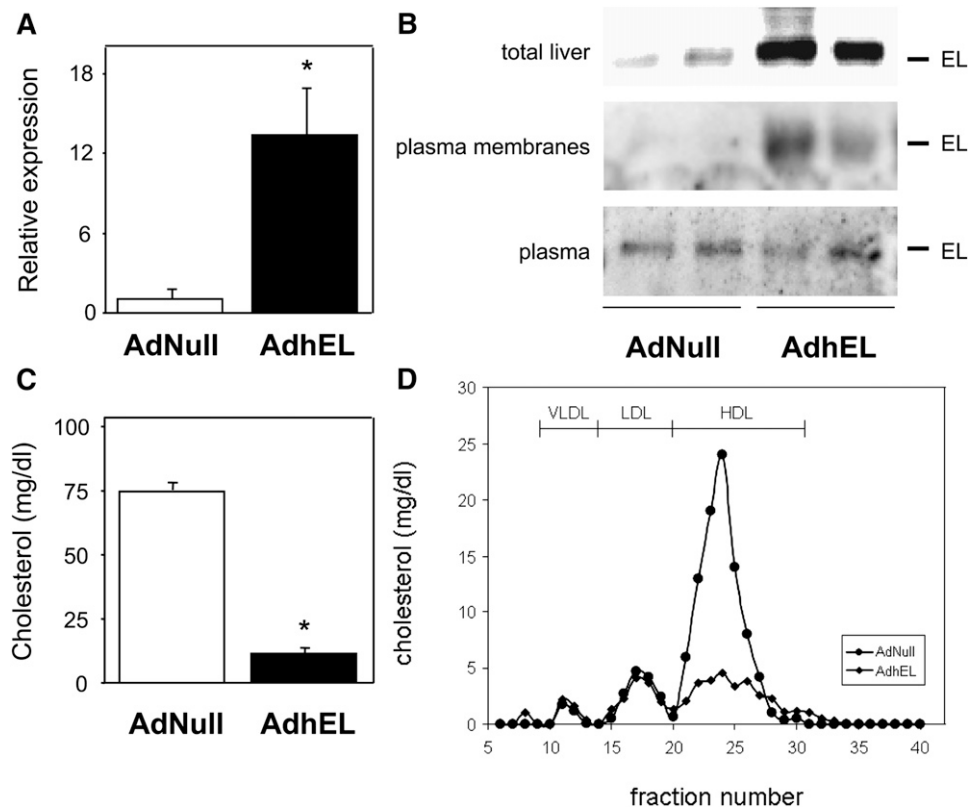 A
Relative expression
18
12
6
0
*
AdNull
AdhEL
B
total liver
EL
plasma membranes
EL
plasma
EL
AdNull
AdhEL
C
Cholesterol (mg/dl)
100
75
50
25
0
*
AdNull
AdhEL
D
cholesterol (mg/dl)
30
25
20
15
10
5
0
VLDL
LDL
HDL
AdNull
AdhEL
5 10 15 20 25 30 35 40
fraction number